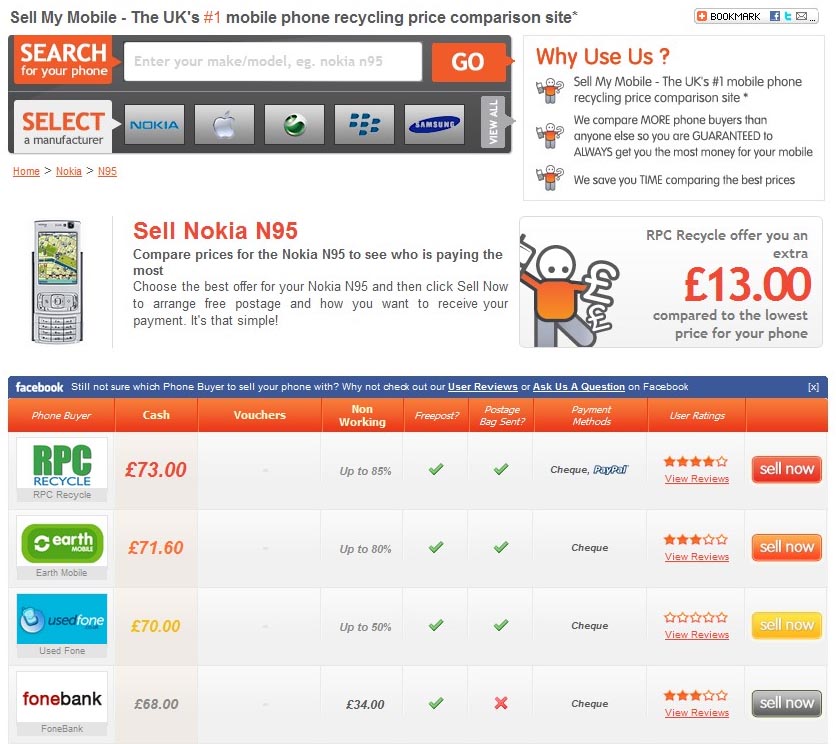 Sell My Mobile - The UK's #1 mobile phone recycling price comparison site*
BOOKMARK
SEARCH
for your phone
Enter your make/model, eg. nokia n95
GO
SELECT
a manufacturer
NOKIA
SAMSUNG
VIEW ALL
Why Use Us ?
Sell My Mobile - The UK's #1 mobile phone
recycling price comparison site *
We compare MORE phone buyers than
anyone else so you are GUARANTEED to
ALWAYS get you the most money for your mobile
We save you TIME comparing the best prices
Home > Nokia > N95
Sell Nokia N95
Compare prices for the Nokia N95 to see who is paying the
most
Choose the best offer for your Nokia N95 and then click Sell Now
to arrange free postage and how you want to receive your
payment. It's that simple!
RPC Recycle offer you an
extra
£13.00
compared to the lowest
price for your phone
facebook Still not sure which Phone Buyer to sell your phone with? Why not check out our User Reviews or Ask Us A Question on Facebook [x]
Phone Buyer Cash Vouchers Non Working Freepost? Postage Bag Sent? Payment Methods User Ratings
RPC
RECYCLE
RPC Recycle
£73.00 - Up to 85% Cheque, PayPal View Reviews sell now
earth
MOBILE
Earth Mobile
£71.60 - Up to 80% Cheque View Reviews sell now
usedfone
Used Fone
£70.00 - Up to 50% Cheque View Reviews sell now
fonebank
FoneBank
£68.00 - £34.00 Cheque View Reviews sell now